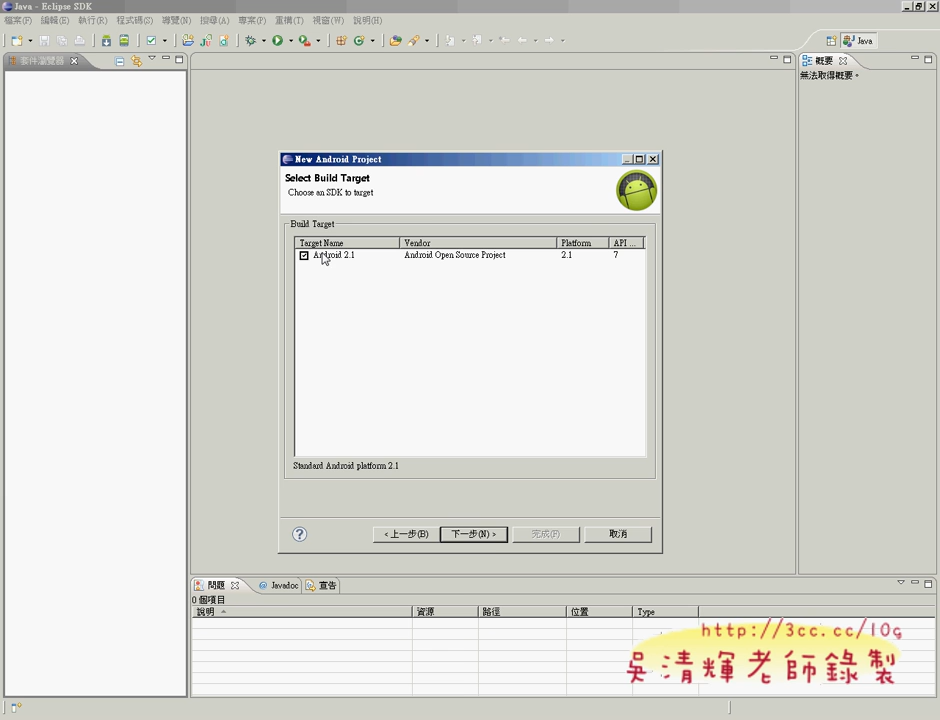 Java - Eclipse SDK
檔案(F) 編輯(E) 執行(R) 程式碼(S) 導覽(N) 搜尋(A) 專案(P) 重構(T) 視窗(W) 說明(H)
Java
套件瀏覽器
概要
無法取得概要。
New Android Project
Select Build Target
Choose an SDK to target
Build Target
Target Name Vendor Platform API ...
Android 2.1 Android Open Source Project 2.1 7
Standard Android platform 2.1
? < 上一步(B) 下一步(N) > 完成(F) 取消
問題 @ Javadoc 宣告
0 個項目
說明 資源 路徑 位置 Type
http://3cc.cc/10g
吳清輝老師錄製